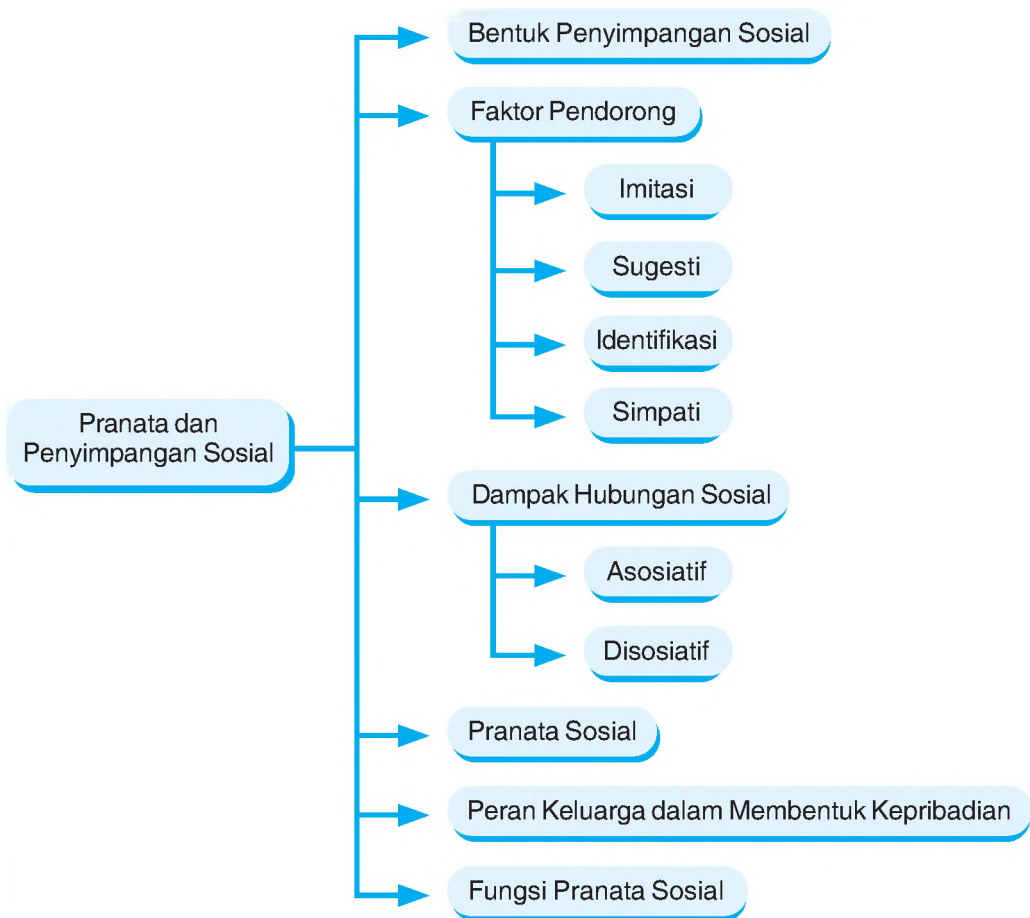 Bentuk Penyimpangan Sosial
Faktor Pendorong
Imitasi
Sugesti
Identifikasi
Simpati
Pranata dan
Penyimpangan Sosial
Dampak Hubungan Sosial
Asosiatif
Disosiatif
Pranata Sosial
Peran Keluarga dalam Membentuk Kepribadian
Fungsi Pranata Sosial